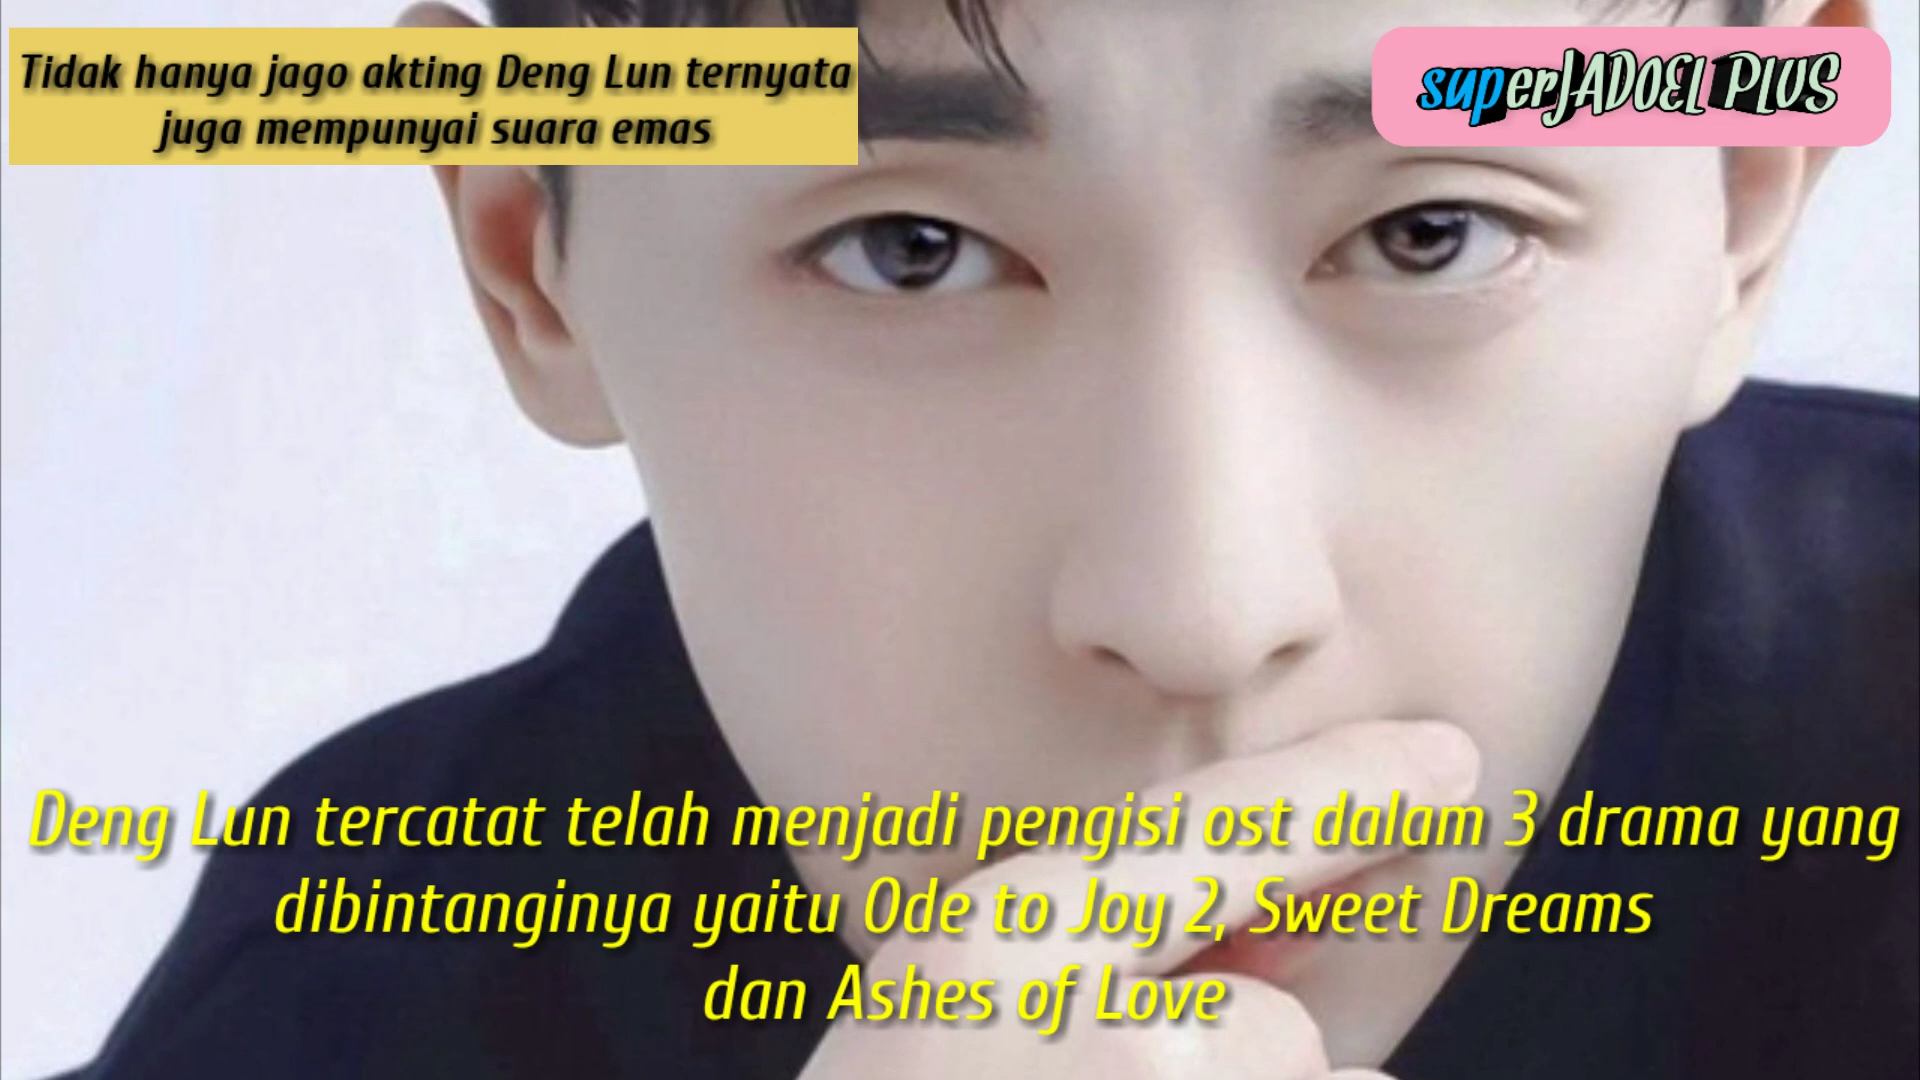 Tidak hanya jago akting Deng Lun ternyata
juga mempunyai suara emas
superJADOEL PLUS
Deng Lun tercatat telah menjadi pengisi ost dalam 3 drama yang
dibintanginya yaitu Ode to Joy 2, Sweet Dreams
dan Ashes of Love